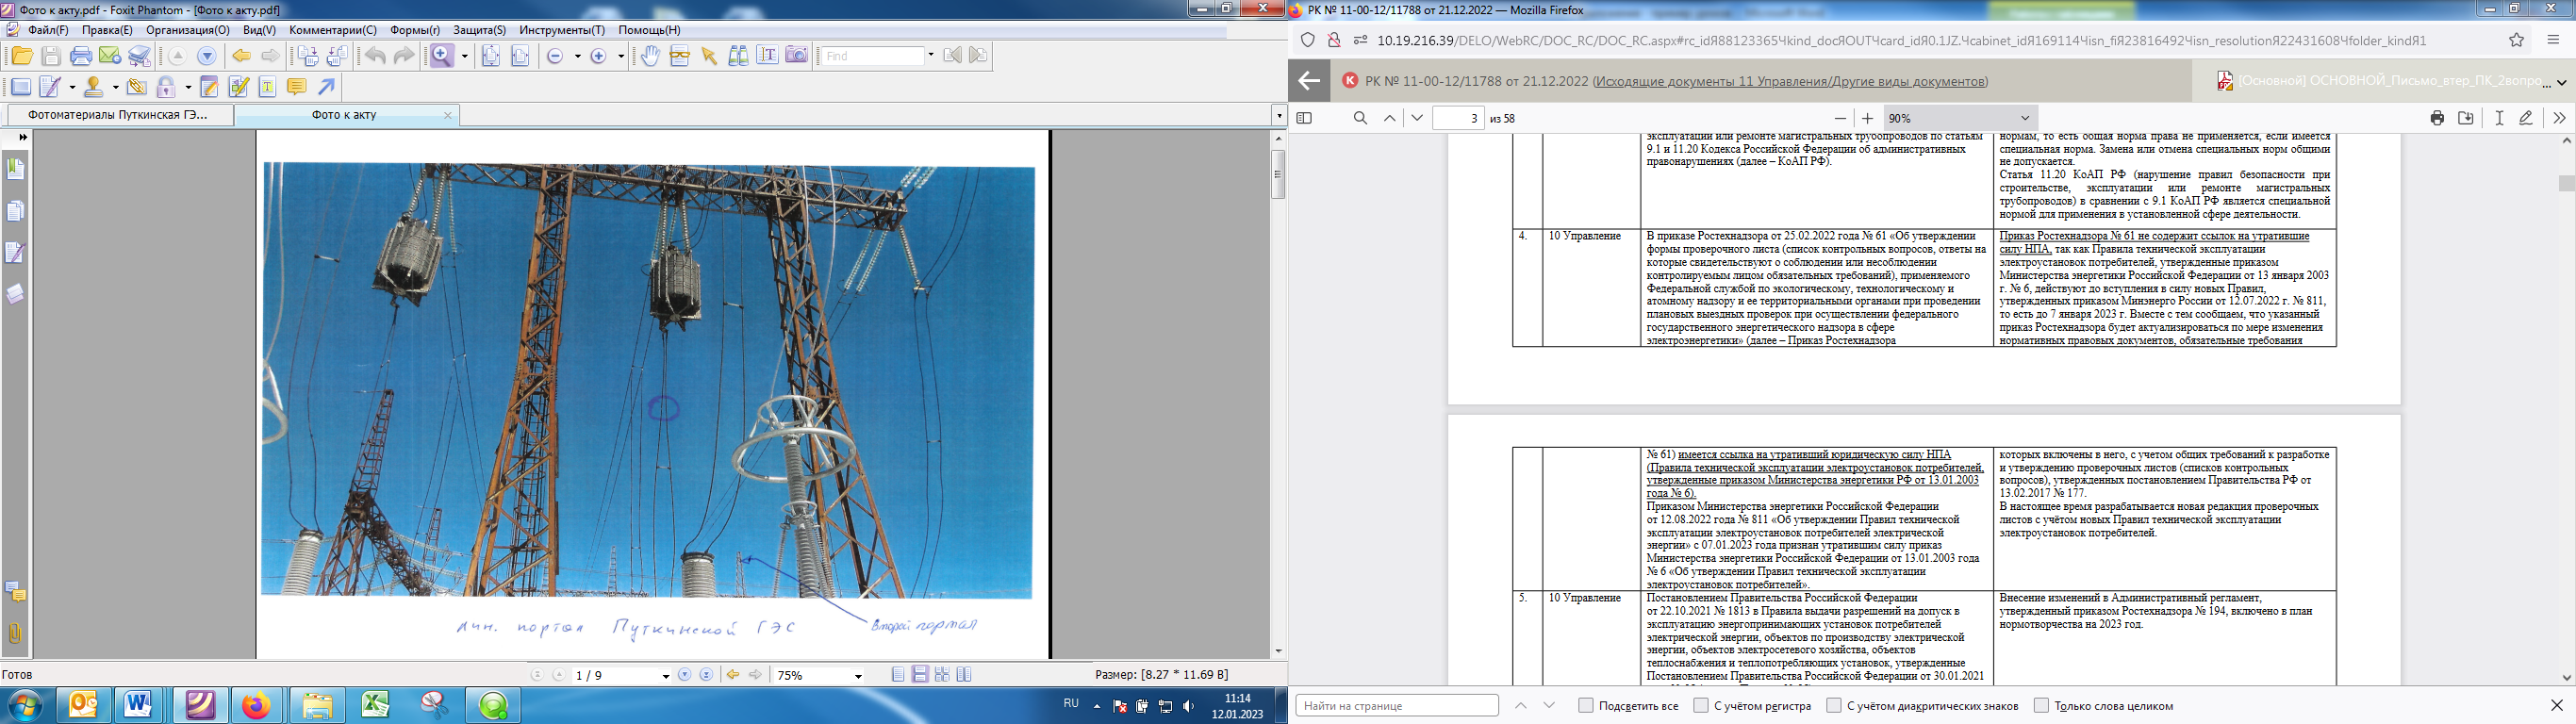 Фото к акту.pdf - Foxit Phantom - [Фото к акту.pdf]
Файл(F) Правка(E) Организация(O) Вид(V) Комментарии(C) Формы(r) Защита(S) Инструменты(T) Помощь(H)
Find
Фотоматериалы Путкинская ГЭ...
Фото к акту
лин. портал Путкинской ГЭС
второй портал
Готов
1 / 9
75%
Размер: [8.27 * 11.69 В]
RU
11:14
12.01.2023
РК № 11-00-12/11788 от 21.12.2022 — Mozilla Firefox
10.19.216.39/DELO/WebRC/DOC_RC/DOC_RC.aspx#rc_idЯ88123365Чkind_docЯOUTЧcard_idЯ0.1JZ.Чcabinet_idЯ169114Чisn_fiЯ23816492Чisn_resolutionЯ22431608Чfolder_kindЯ1
РК № 11-00-12/11788 от 21.12.2022 (Исходящие документы 11 Управления/Другие виды документов)
[Основной] ОСНОВНОЙ_Письмо_втер_ПК_2вопро...
3 из 58
90%
эксплуатации или ремонте магистральных трубопроводов по статьям
9.1 и 11.20 Кодекса Российской Федерации об административных
правонарушениях (далее – КоАП РФ).
нормам, то есть общая норма права не применяется, если имеется
специальная норма. Замена или отмена специальных норм общими
не допускается.
Статья 11.20 КоАП РФ (нарушение правил безопасности при
строительстве, эксплуатации или ремонте магистральных
трубопроводов) в сравнении с 9.1 КоАП РФ является специальной
нормой для применения в установленной сфере деятельности.
4.
10 Управление
В приказе Ростехнадзора от 25.02.2022 года № 61 «Об утверждении
формы проверочного листа (список контрольных вопросов, ответы на
которые свидетельствуют о соблюдении или несоблюдении
контролируемым лицом обязательных требований), применяемого
Федеральной службой по экологическому, технологическому и
атомному надзору и ее территориальными органами при проведении
плановых выездных проверок при осуществлении федерального
государственного энергетического надзора в сфере
электроэнергетики» (далее – Приказ Ростехнадзора
Приказ Ростехнадзора № 61 не содержит ссылок на утратившие
силу НПА, так как Правила технической эксплуатации
электроустановок потребителей, утвержденные приказом
Министерства энергетики Российской Федерации от 13 января 2003
г. № 6, действуют до вступления в силу новых Правил,
утвержденных приказом Минэнерго России от 12.07.2022 г. № 811,
то есть до 7 января 2023 г. Вместе с тем сообщаем, что указанный
приказ Ростехнадзора будет актуализироваться по мере изменения
нормативных правовых документов, обязательные требования
№ 61) имеется ссылка на утративший юридическую силу НПА
(Правила технической эксплуатации электроустановок потребителей,
утвержденные приказом Министерства энергетики РФ от 13.01.2003
года № 6).
Приказом Министерства энергетики Российской Федерации
от 12.08.2022 года № 811 «Об утверждении Правил технической
эксплуатации электроустановок потребителей электрической
энергии» с 07.01.2023 года признан утратившим силу приказ
Министерства энергетики Российской Федерации от 13.01.2003 года
№ 6 «Об утверждении Правил технической эксплуатации
электроустановок потребителей».
которых включены в него, с учетом общих требований к разработке
и утверждению проверочных листов (списков контрольных
вопросов), утвержденных постановлением Правительства РФ от
13.02.2017 № 177.
В настоящее время разрабатывается новая редакция проверочных
листов с учётом новых Правил технической эксплуатации
электроустановок потребителей.
5.
10 Управление
Постановлением Правительства Российской Федерации
от 22.10.2021 № 1813 в Правила выдачи разрешений на допуск в
эксплуатацию энергопринимающих установок потребителей
электрической энергии, объектов по производству электрической
энергии, объектов электросетевого хозяйства, объектов
теплоснабжения и теплопотребляющих установок, утвержденные
Постановлением Правительства Российской Федерации от 30.01.2021
Внесение изменений в Административный регламент,
утвержденный приказом Ростехнадзора № 194, включено в план
нормотворчества на 2023 год.
Найти на странице
Подсветить все
С учётом регистра
С учётом диакритических знаков
Только слова целиком